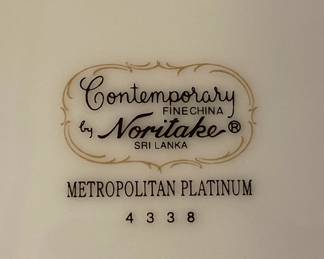 Contemporary
FINE CHINA
by Noritake®
SRI LANKA
METROPOLITAN PLATINUM
4338